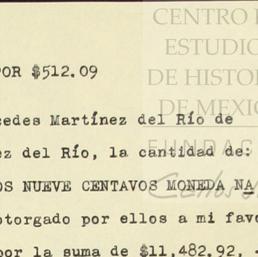 CENTRO
ESTUDIO
DE HISTOR
DE MEXIC
FUNDAC
POR $512.09
cedes Martínez del Río de
ez del Río, la cantidad de:
OS NUEVE CENTAVOS MONEDA NA
otorgado por ellos a mi favo
por la suma de $11,482.92, -